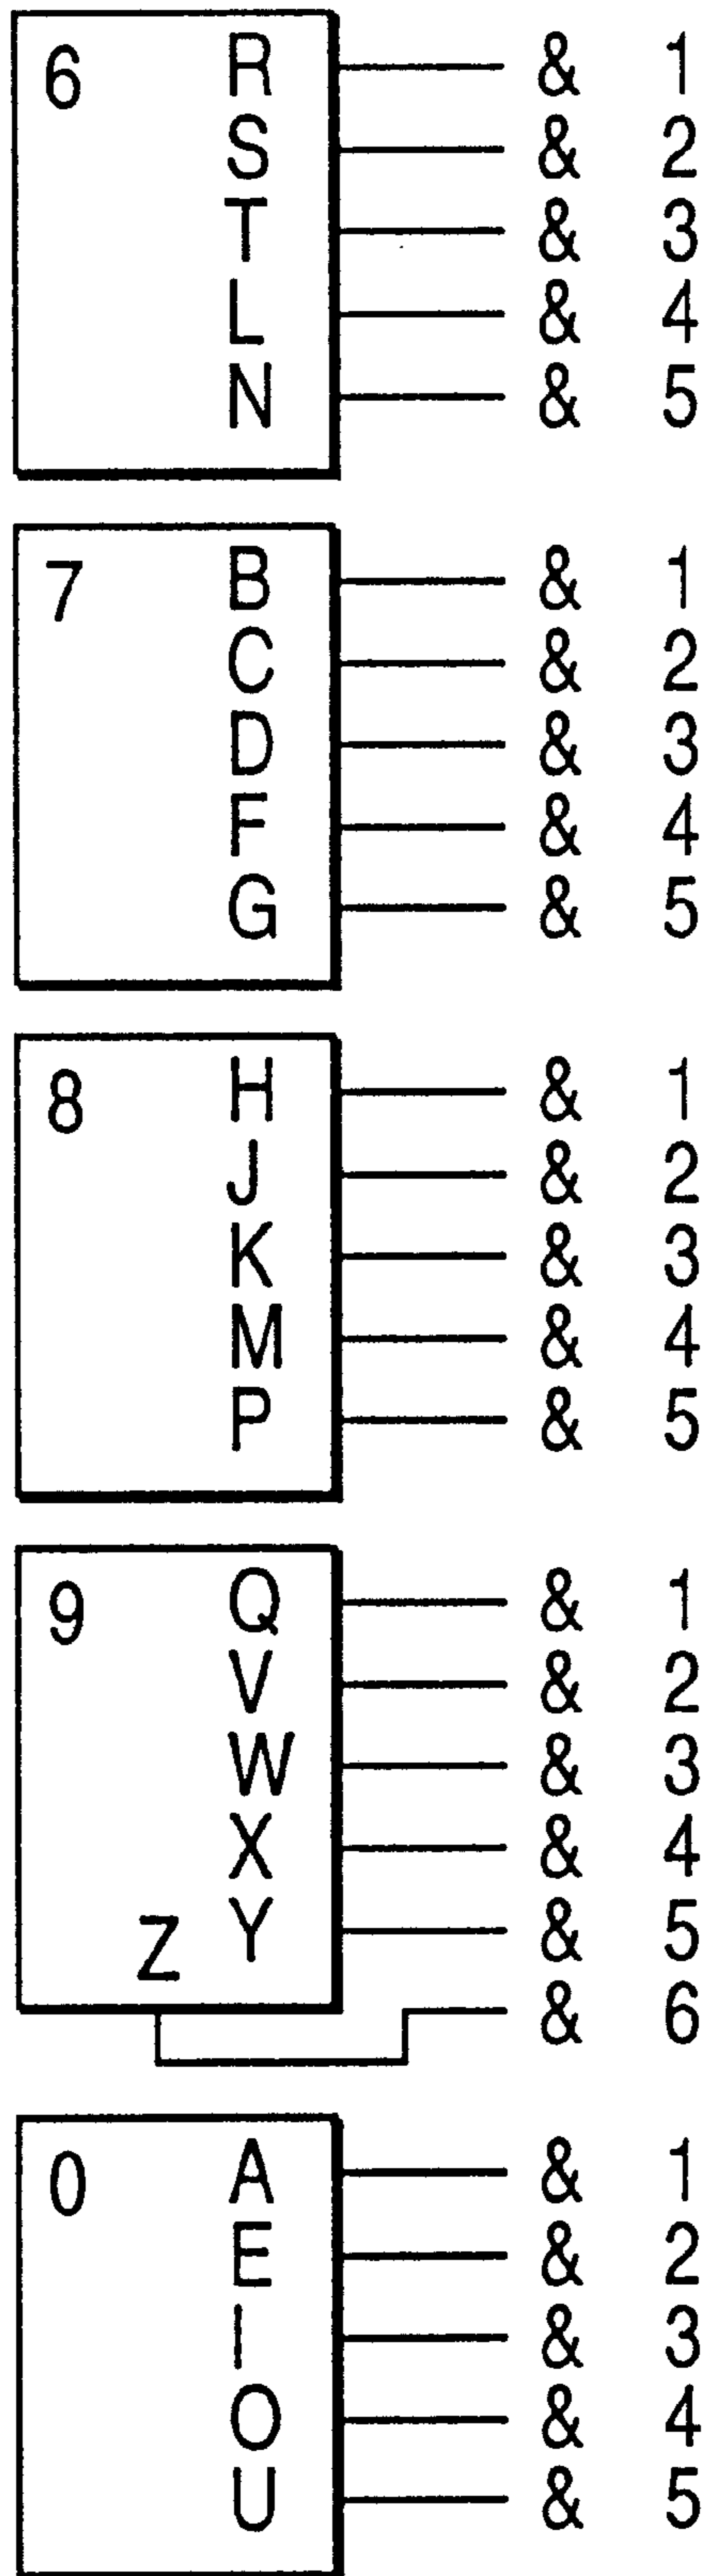 6 R & 1
S & 2
T & 3
L & 4
N & 5
7 B & 1
C & 2
D & 3
F & 4
G & 5
8 H & 1
J & 2
K & 3
M & 4
P & 5
9 Q & 1
V & 2
W & 3
X & 4
Y & 5
Z & 6
0 A & 1
E & 2
I & 3
O & 4
U & 5